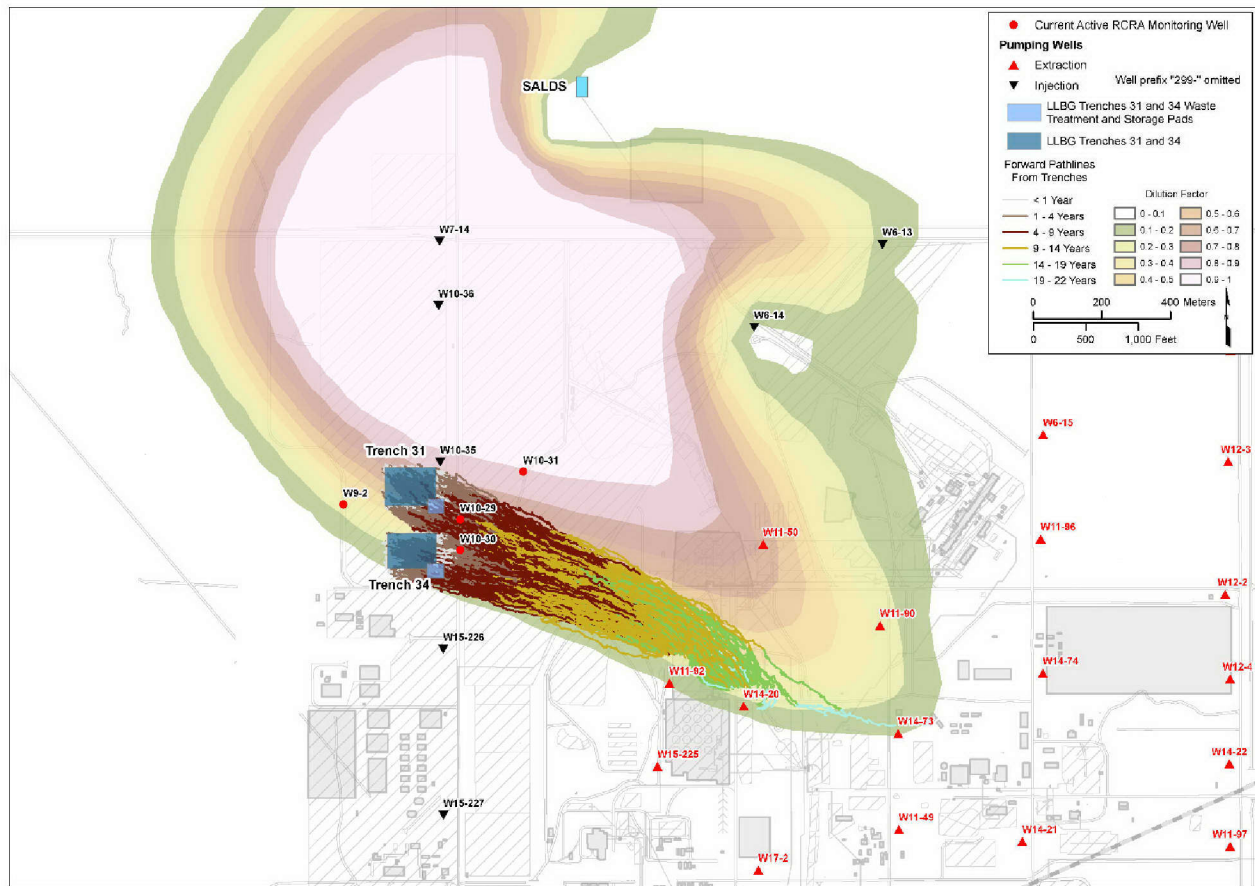 Current Active RCRA Monitoring Well
Pumping Wells
Extraction
Injection
Well prefix "299-" omitted
LLBG Trenches 31 and 34 Waste
Treatment and Storage Pads
LLBG Trenches 31 and 34
Forward Pathlines
From Trenches
< 1 Year
1 - 4 Years
4 - 9 Years
9 - 14 Years
14 - 19 Years
19 - 22 Years
Dilution Factor
0 - 0.1
0.1 - 0.2
0.2 - 0.3
0.3 - 0.4
0.4 - 0.5
0.5 - 0.6
0.6 - 0.7
0.7 - 0.8
0.8 - 0.9
0.9 - 1
0 200 400 Meters
0 500 1,000 Feet
SALDS
W7-14
W6-13
W10-36
W6-14
W6-15
Trench 31
W10-35
W10-31
W12-3
W9-2
W10-29
W11-96
W10-30
W11-50
Trench 34
W12-2
W11-90
W15-226
W11-92
W14-74
W12-4
W14-20
W14-73
W15-225
W14-22
W15-227
W11-49
W14-21
W11-97
W17-2